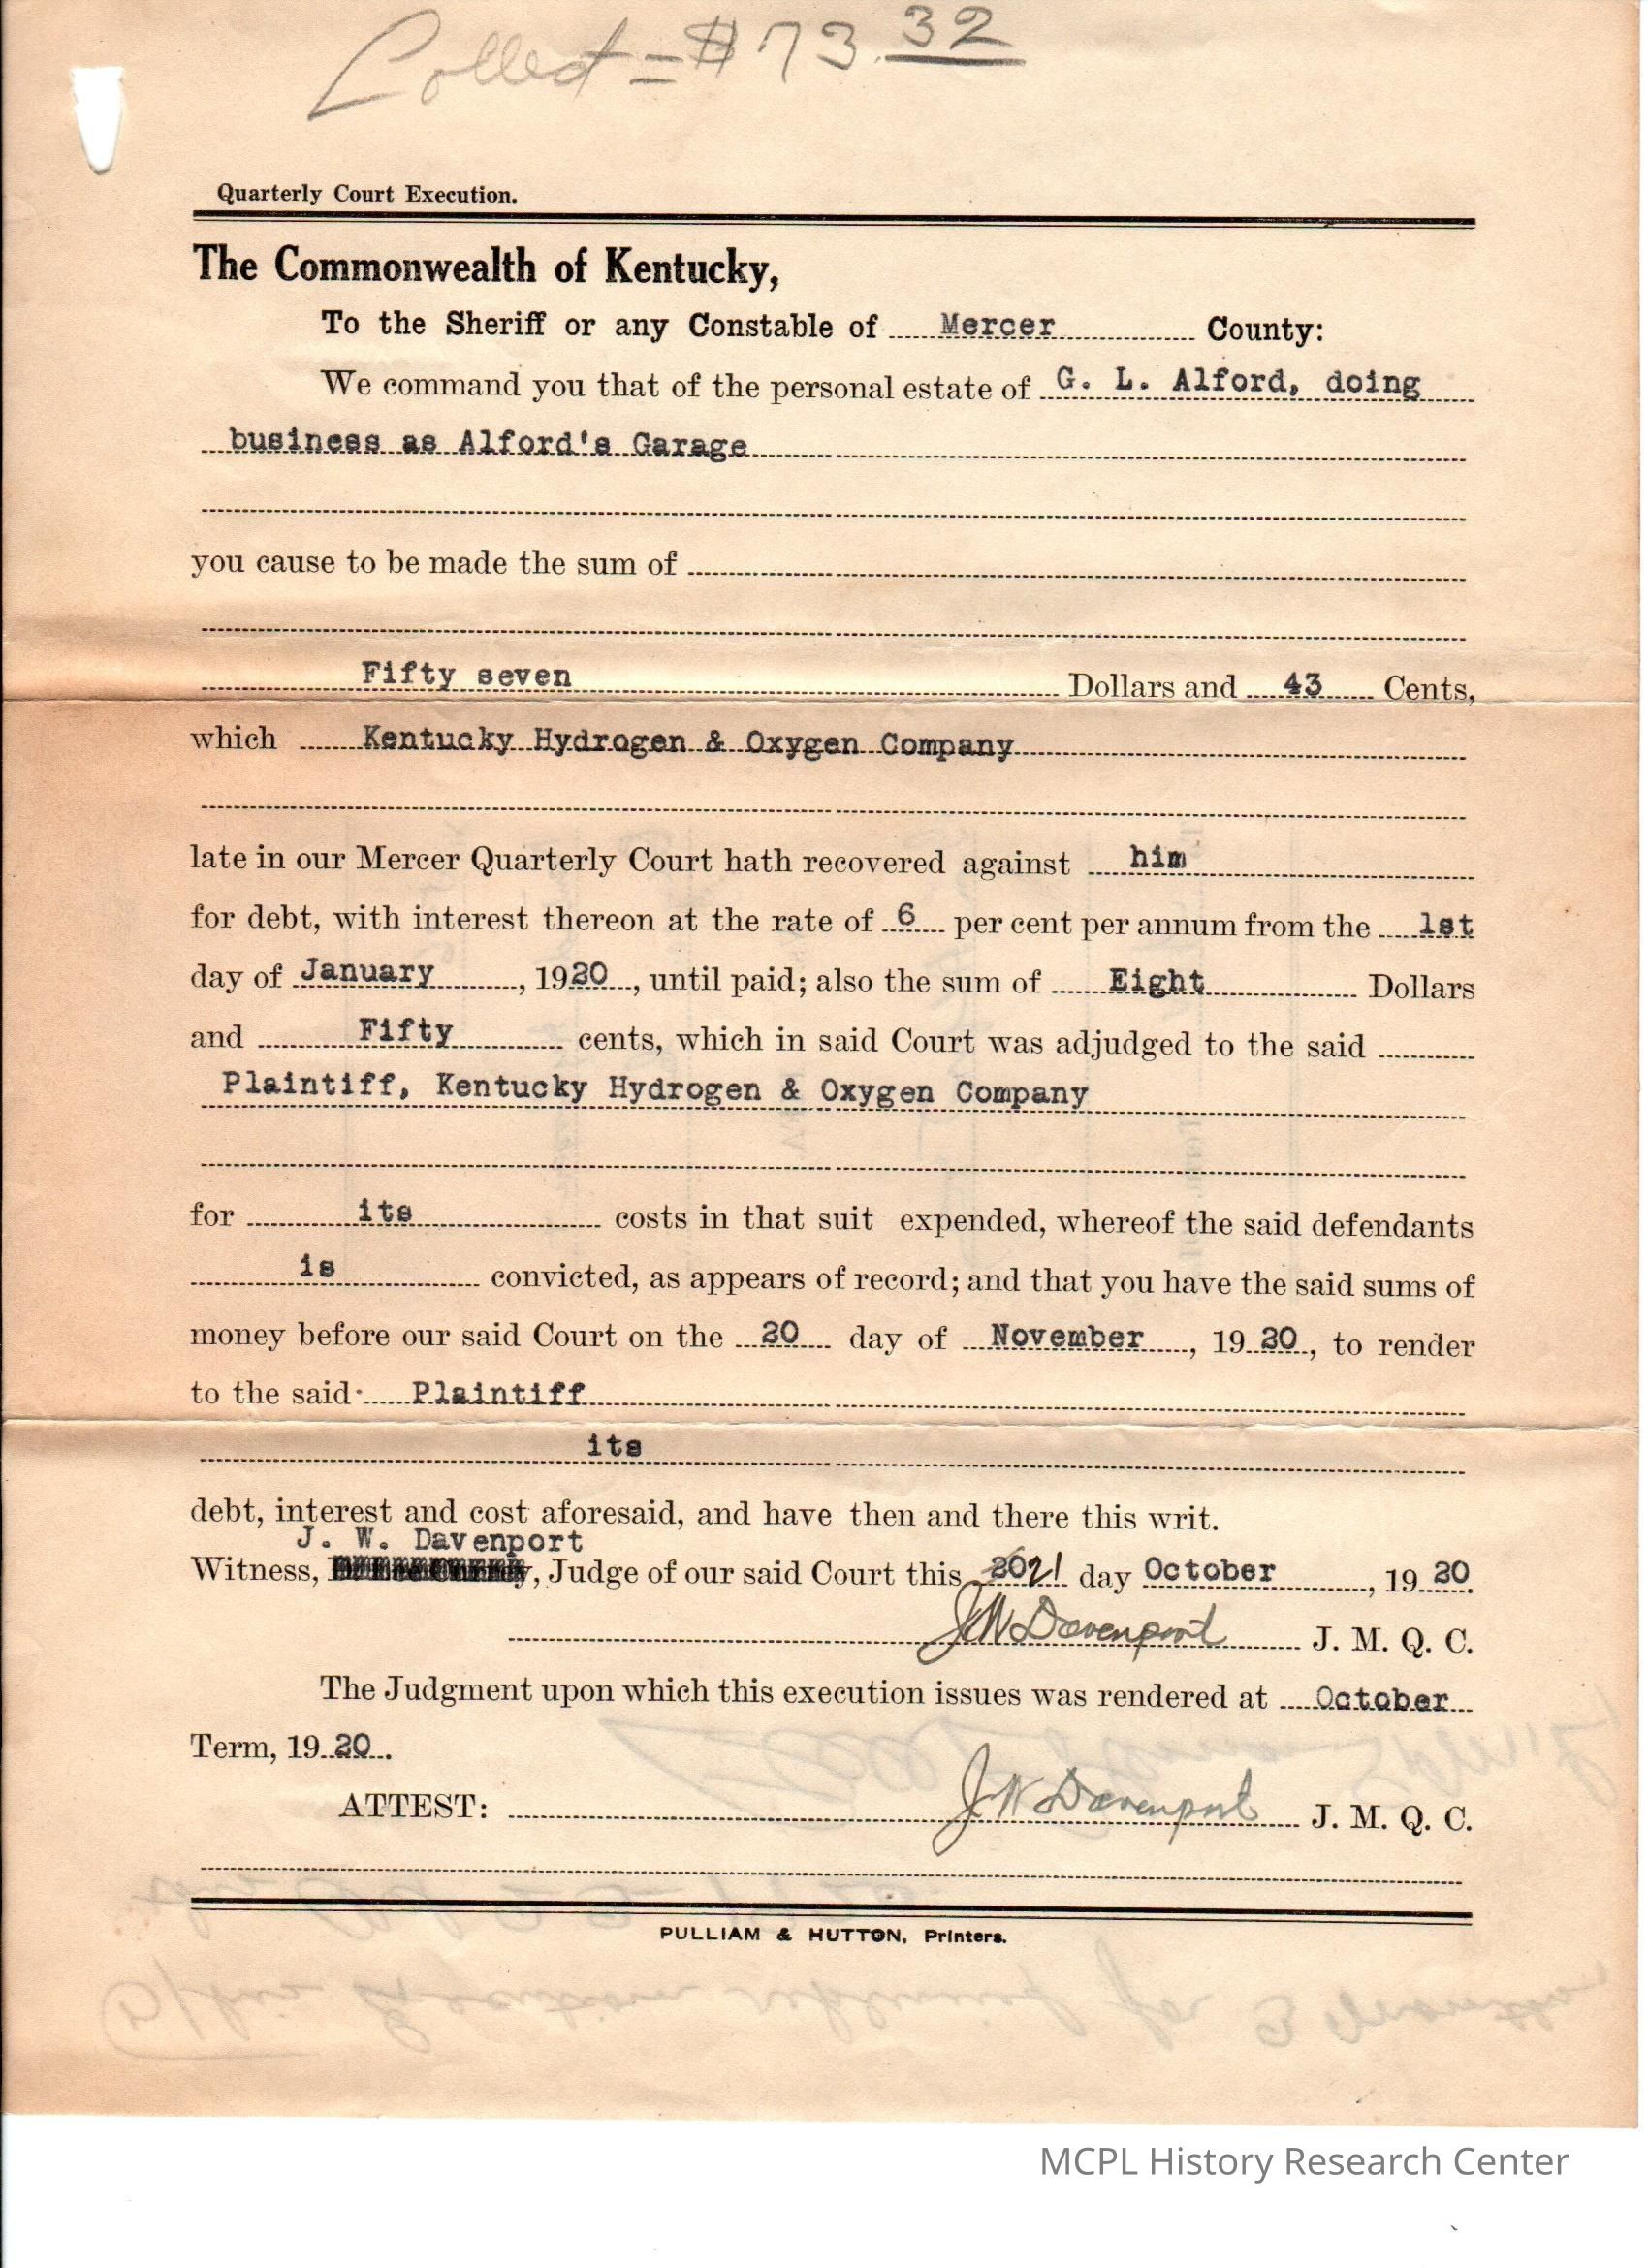 Collect = $73.32
Quarterly Court Execution.
The Commonwealth of Kentucky,
To the Sheriff or any Constable of Mercer County:
We command you that of the personal estate of G. L. Alford, doing
business as Alford's Garage
you cause to be made the sum of
Fifty seven Dollars and 43 Cents,
which Kentucky Hydrogen & Oxygen Company
late in our Mercer Quarterly Court hath recovered against him
for debt, with interest thereon at the rate of 6 per cent per annum from the 1st
day of January, 1920, until paid; also the sum of Eight Dollars
and Fifty cents, which in said Court was adjudged to the said
Plaintiff, Kentucky Hydrogen & Oxygen Company
for its costs in that suit expended, whereof the said defendants
is convicted, as appears of record; and that you have the said sums of
money before our said Court on the 20 day of November, 1920, to render
to the said Plaintiff
its
debt, interest and cost aforesaid, and have then and there this writ.
J. W. Davenport
Witness, , Judge of our said Court this 2021 day October, 1920.
J W Davenport J. M. Q. C.
The Judgment upon which this execution issues was rendered at October
Term, 1920.
ATTEST: J W Davenport J. M. Q. C.
PULLIAM & HUTTON, Printers.
MCPL History Research Center